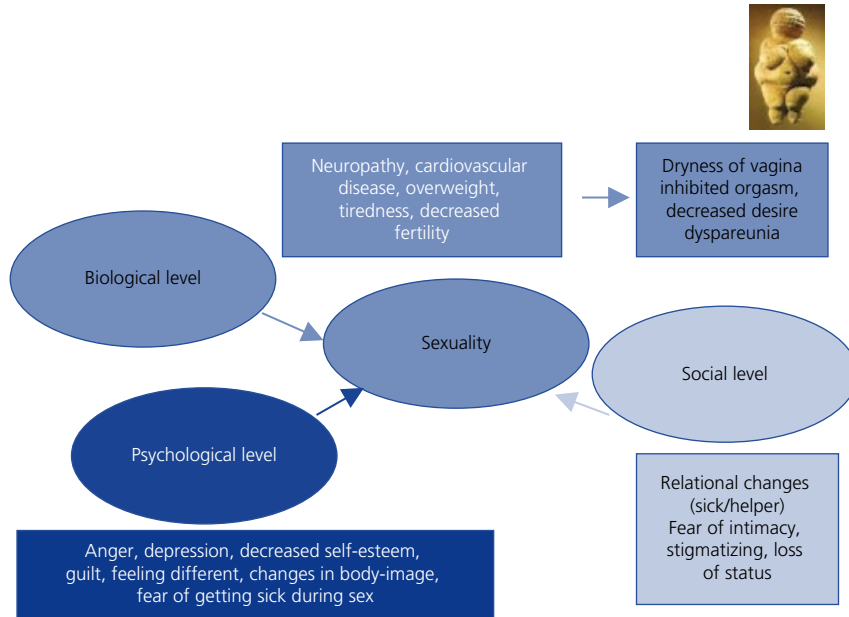 Neuropathy, cardiovascular
disease, overweight,
tiredness, decreased
fertility
Dryness of vagina
inhibited orgasm,
decreased desire
dyspareunia
Biological level
Sexuality
Social level
Psychological level
Relational changes
(sick/helper)
Fear of intimacy,
stigmatizing, loss
of status
Anger, depression, decreased self-esteem,
guilt, feeling different, changes in body-image,
fear of getting sick during sex